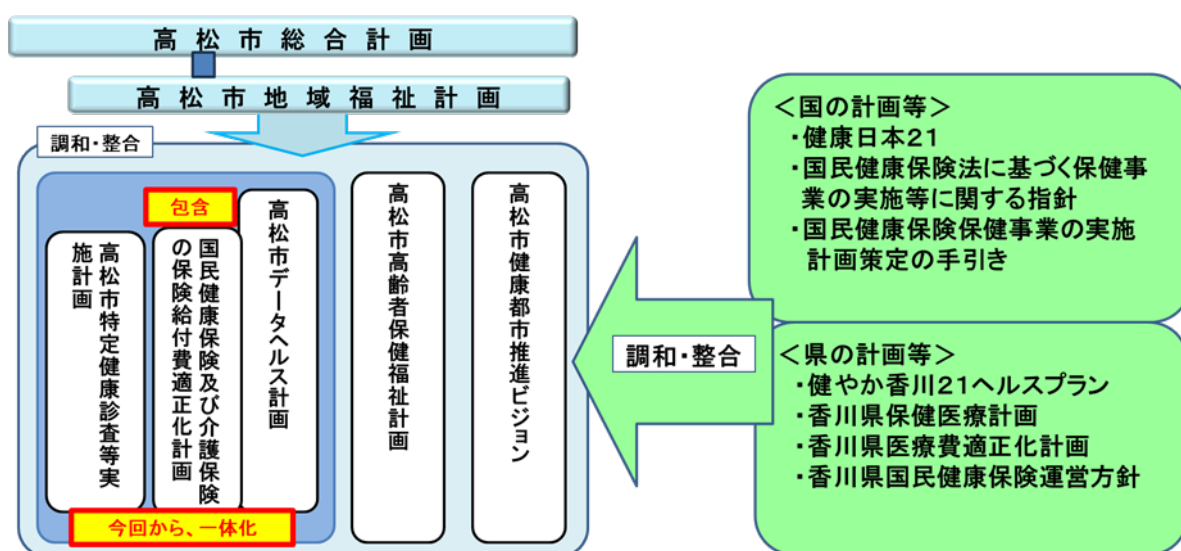 高松市総合計画
高松市地域福祉計画
調和・整合
包含
高松市特定健康診査等実
施計画
国民健康保険及び介護保険
の保険給付費適正化計画
高松市データヘルス計画
高松市高齢者保健福祉計画
高松市健康都市推進ビジョン
今回から、一体化
調和・整合
＜国の計画等＞
・健康日本２１
・国民健康保険法に基づく保健事
業の実施等に関する指針
・国民健康保険保健事業の実施
計画策定の手引き
＜県の計画等＞
・健やか香川２１ヘルスプラン
・香川県保健医療計画
・香川県医療費適正化計画
・香川県国民健康保険運営方針